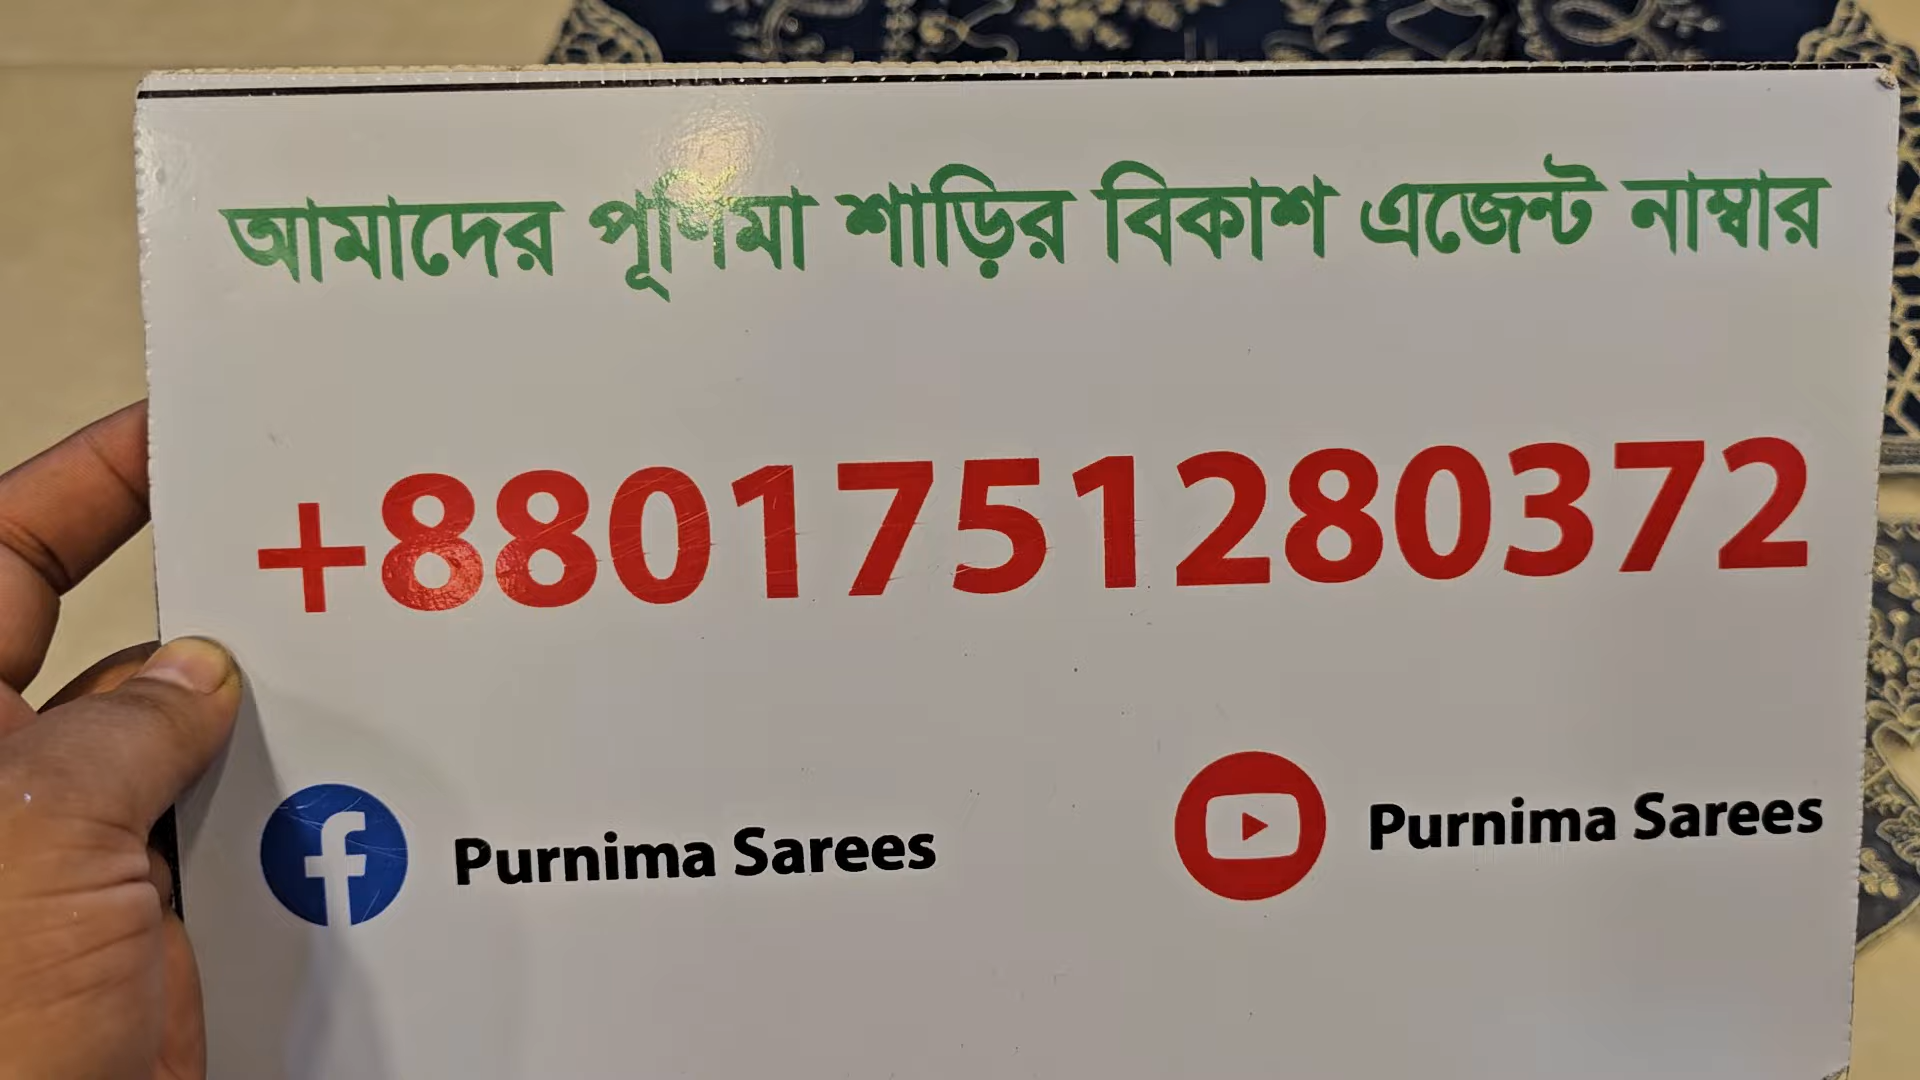 আমাদের পূর্ণিমা শাড়ির বিকাশ এজেন্ট নাম্বার
+8801751280372
Purnima Sarees
Purnima Sarees